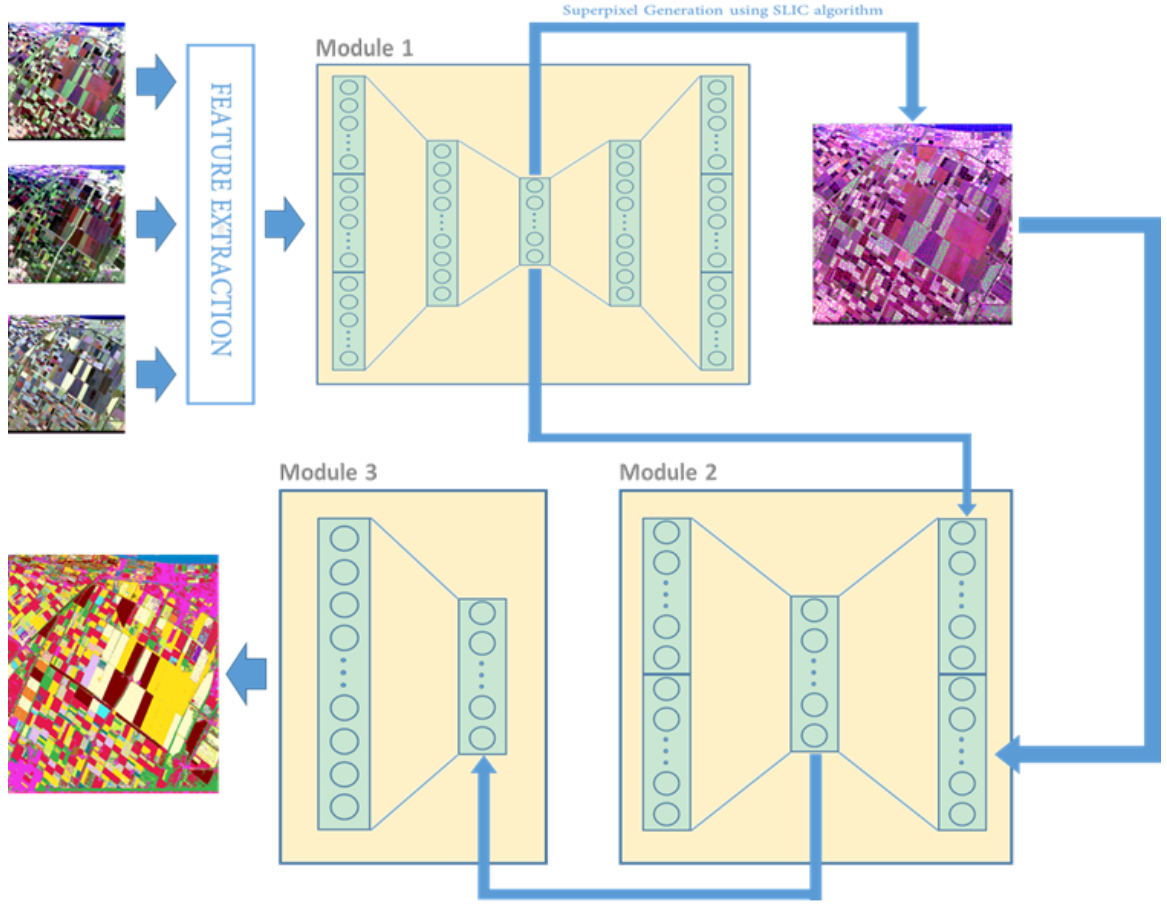 Superpixel Generation using SLIC algorithm
Module 1
FEATURE EXTRACTION
Module 3
Module 2